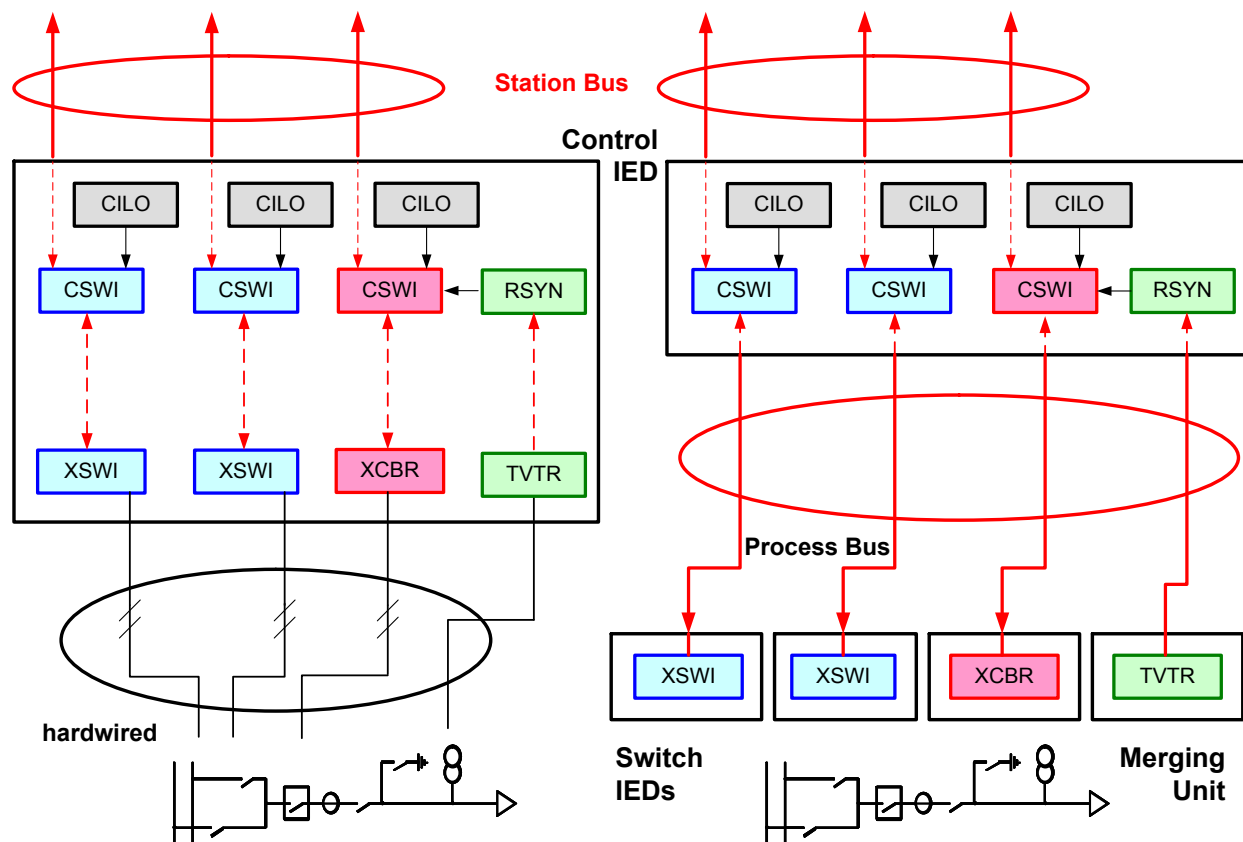 Station Bus
Control
IED
CILO
CILO
CILO
CSWI
CSWI
CSWI
RSYN
XSWI
XSWI
XCBR
TVTR
hardwired
CILO
CILO
CILO
CSWI
CSWI
CSWI
RSYN
Process Bus
XSWI
XSWI
XCBR
TVTR
Switch
IEDs
Merging
Unit